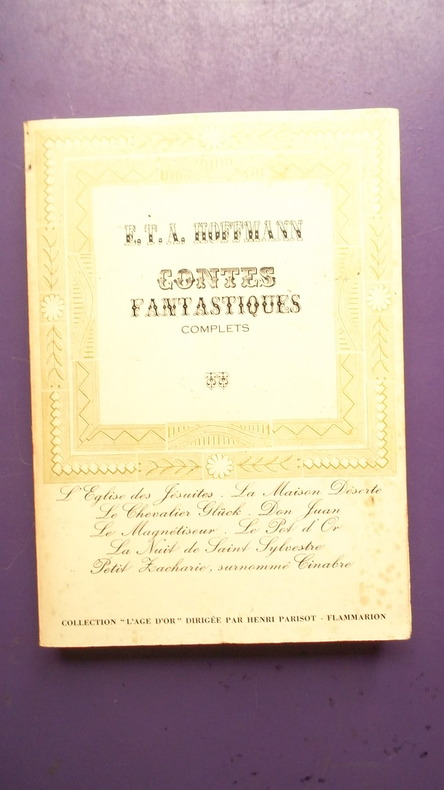 E. T. A. HOFFMANN
CONTES
FANTASTIQUES
COMPLETS
L'Eglise des Jésuites . La Maison Déserte
Le Chevalier Glück . Don Juan
Le Magnétiseur . Le Pot d'Or
La Nuit de Saint Sylvestre
Petit Zacharie, surnommé Cinabre
COLLECTION "L'AGE D'OR" DIRIGÉE PAR HENRI PARISOT - FLAMMARION